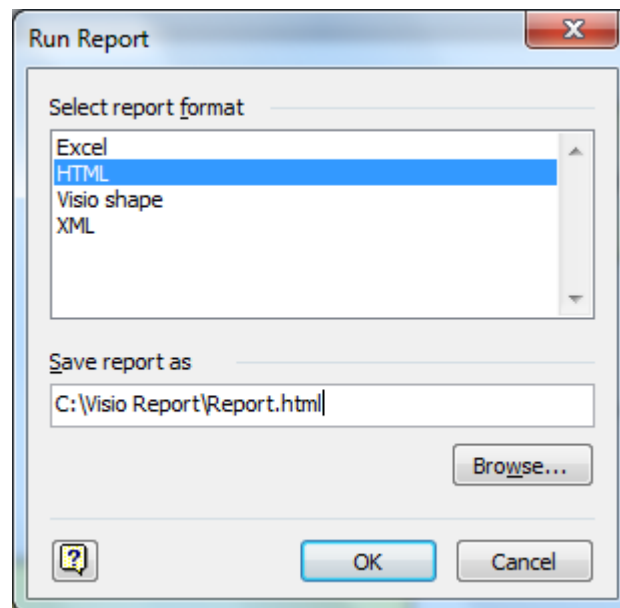 Run Report
Select report format
Excel
HTML
Visio shape
XML
Save report as
C:\Visio Report\Report.html
Browse...
OK
Cancel